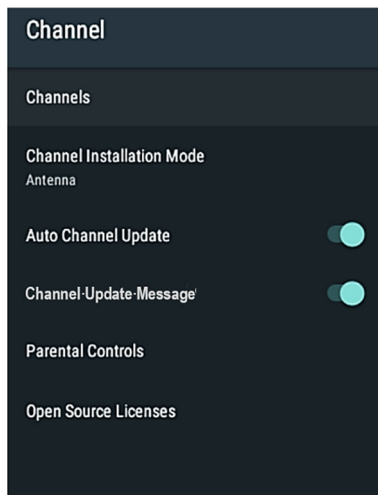 Channel
Channels
Channel Installation Mode
Antenna
Auto Channel Update
Channel·Update·Message'
Parental Controls
Open Source Licenses